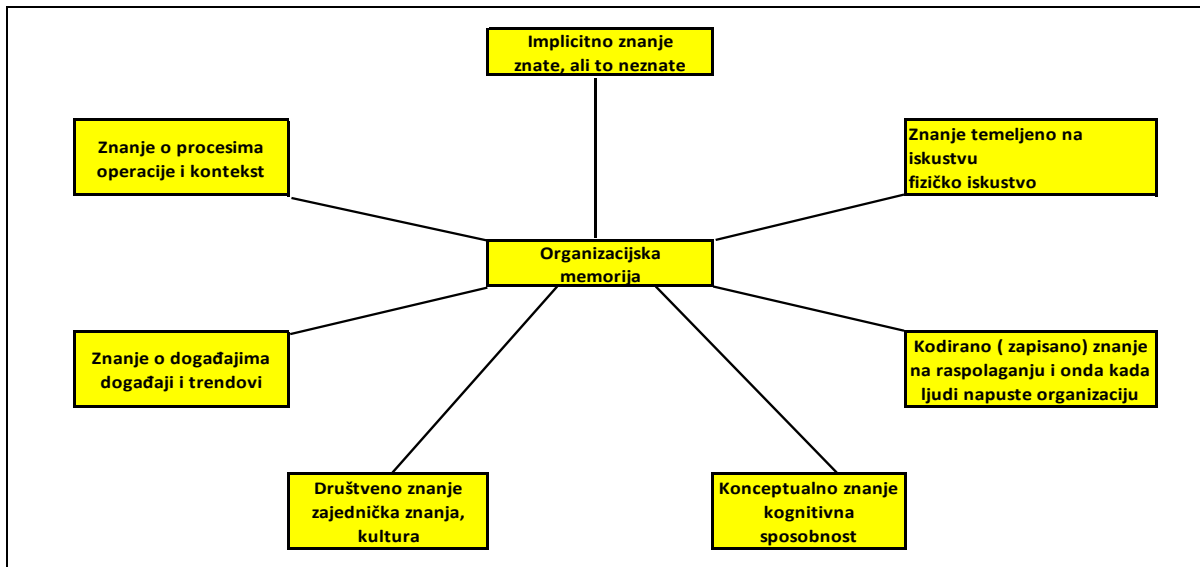 Implicitno znanje
znate, ali to neznate
Znanje o procesima
operacije i kontekst
Znanje temeljeno na
iskustvu
fizičko iskustvo
Organizacijska
memorija
Znanje o događajima
događaji i trendovi
Kodirano ( zapisano) znanje
na raspolaganju i onda kada
ljudi napuste organizaciju
Društveno znanje
zajednička znanja,
kultura
Konceptualno znanje
kognitivna
sposobnost